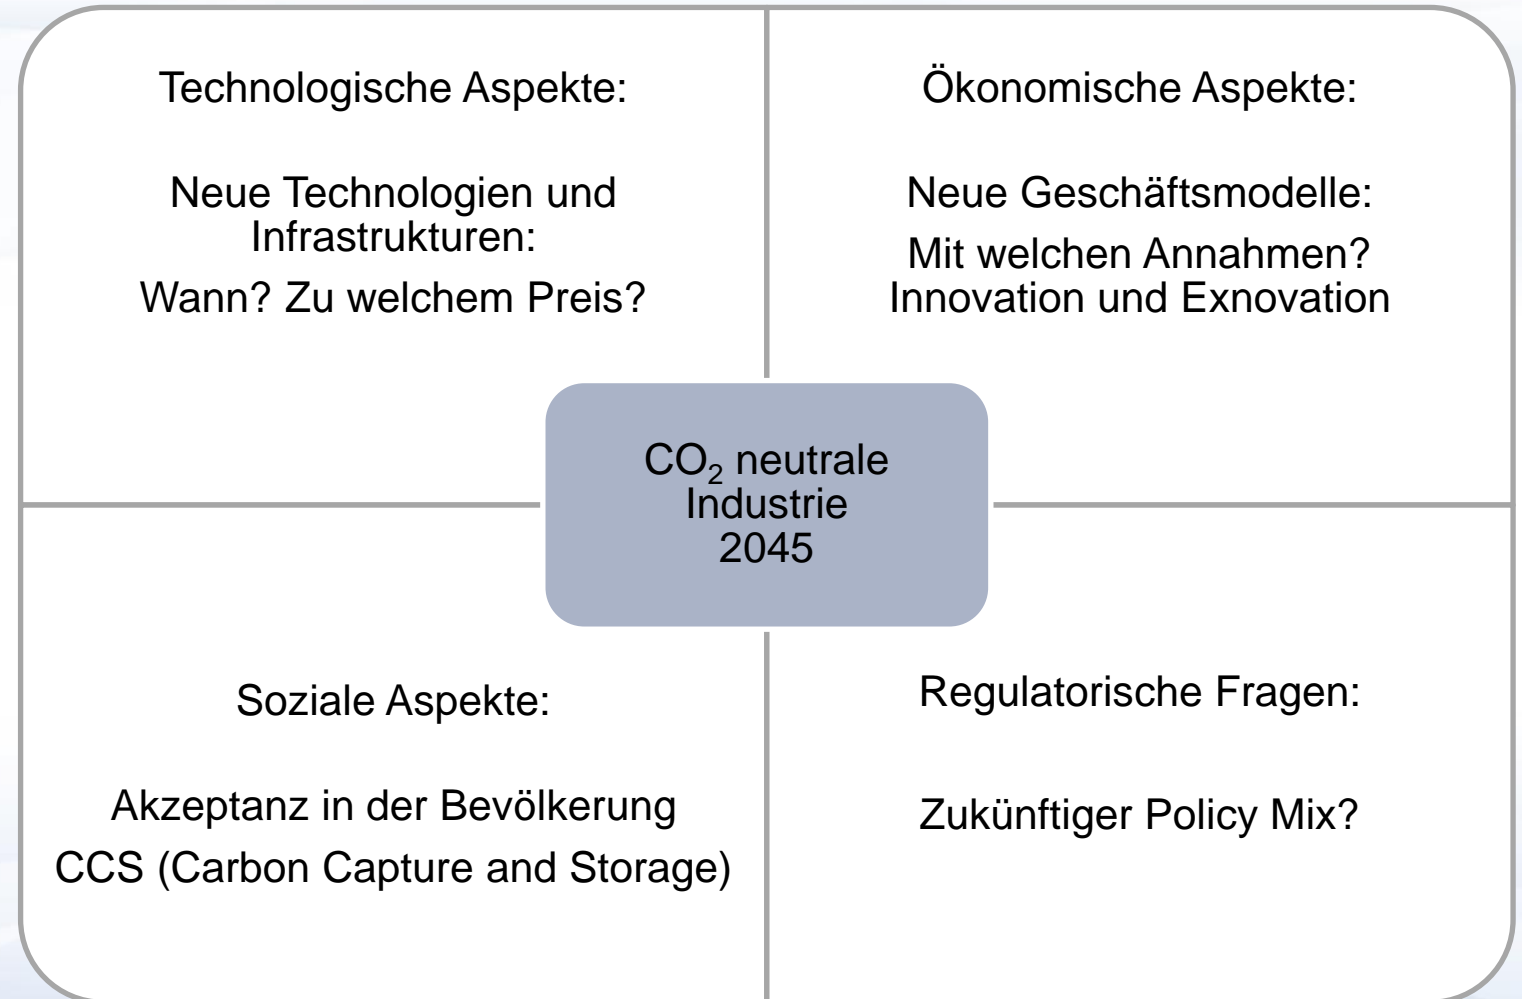 Technologische Aspekte:
Neue Technologien und
Infrastrukturen:
Wann? Zu welchem Preis?
Ökonomische Aspekte:
Neue Geschäftsmodelle:
Mit welchen Annahmen?
Innovation und Exnovation
CO₂ neutrale
Industrie
2045
Soziale Aspekte:
Akzeptanz in der Bevölkerung
CCS (Carbon Capture and Storage)
Regulatorische Fragen:
Zukünftiger Policy Mix?